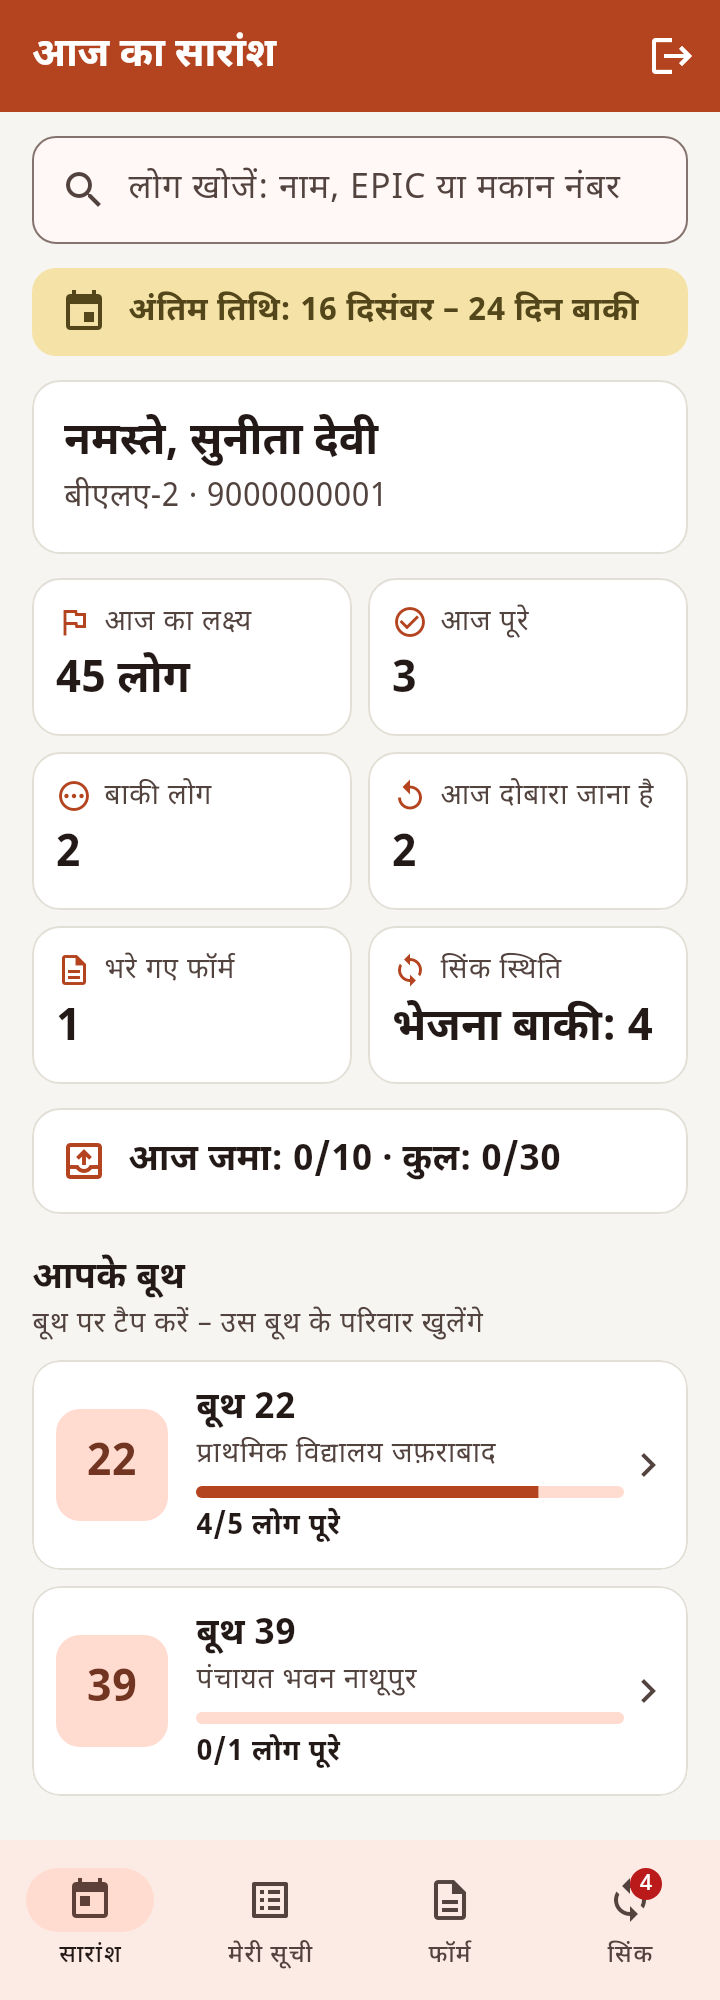 आज का सारांश
लोग खोजें: नाम, EPIC या मकान नंबर
अंतिम तिथि: 16 दिसंबर – 24 दिन बाकी
नमस्ते, सुनीता देवी
बीएलए-2 · 9000000001
आज का लक्ष्य
45 लोग
आज पूरे
3
बाकी लोग
2
आज दोबारा जाना है
2
भरे गए फॉर्म
1
सिंक स्थिति
भेजना बाकी: 4
आज जमा: 0/10 · कुल: 0/30
आपके बूथ
बूथ पर टैप करें – उस बूथ के परिवार खुलेंगे
22
बूथ 22
प्राथमिक विद्यालय जफ़राबाद
4/5 लोग पूरे
39
बूथ 39
पंचायत भवन नाथूपुर
0/1 लोग पूरे
4
सारांश
मेरी सूची
फॉर्म
सिंक